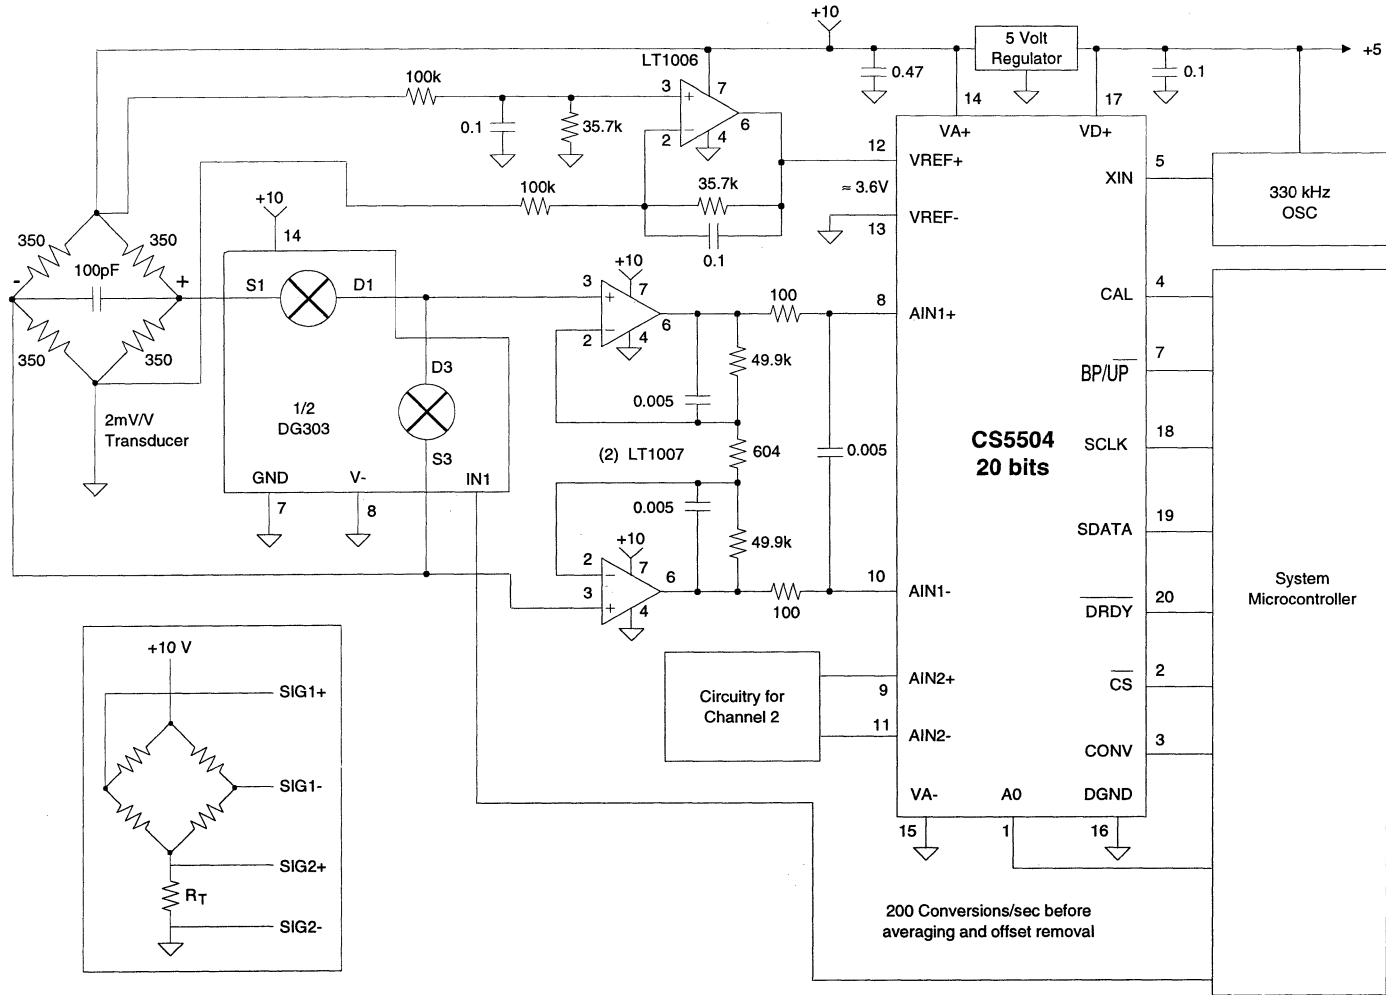 +10
5 Volt
Regulator
+5
LT1006
0.47
0.1
100k
3
7
14
17
0.1
35.7k
6
2
4
VA+
VD+
12
VREF+
5
XIN
330 kHz
OSC
100k
35.7k
≈ 3.6V
VREF-
13
0.1
+10
14
350
350
100pF
-
+
350
350
S1
D1
D3
S3
1/2
DG303
GND
V-
IN1
7
8
2mV/V
Transducer
+10
3
7
6
2
4
100
8
AIN1+
4
CAL
7
BP/UP
49.9k
0.005
604
(2) LT1007
0.005
CS5504
20 bits
18
SCLK
0.005
49.9k
19
SDATA
+10
2
7
6
3
4
100
10
AIN1-
20
DRDY
System
Microcontroller
Circuitry for
Channel 2
AIN2+
9
11
AIN2-
2
CS
3
CONV
VA-
A0
DGND
15
1
16
+10 V
SIG1+
SIG1-
SIG2+
RT
SIG2-
200 Conversions/sec before
averaging and offset removal